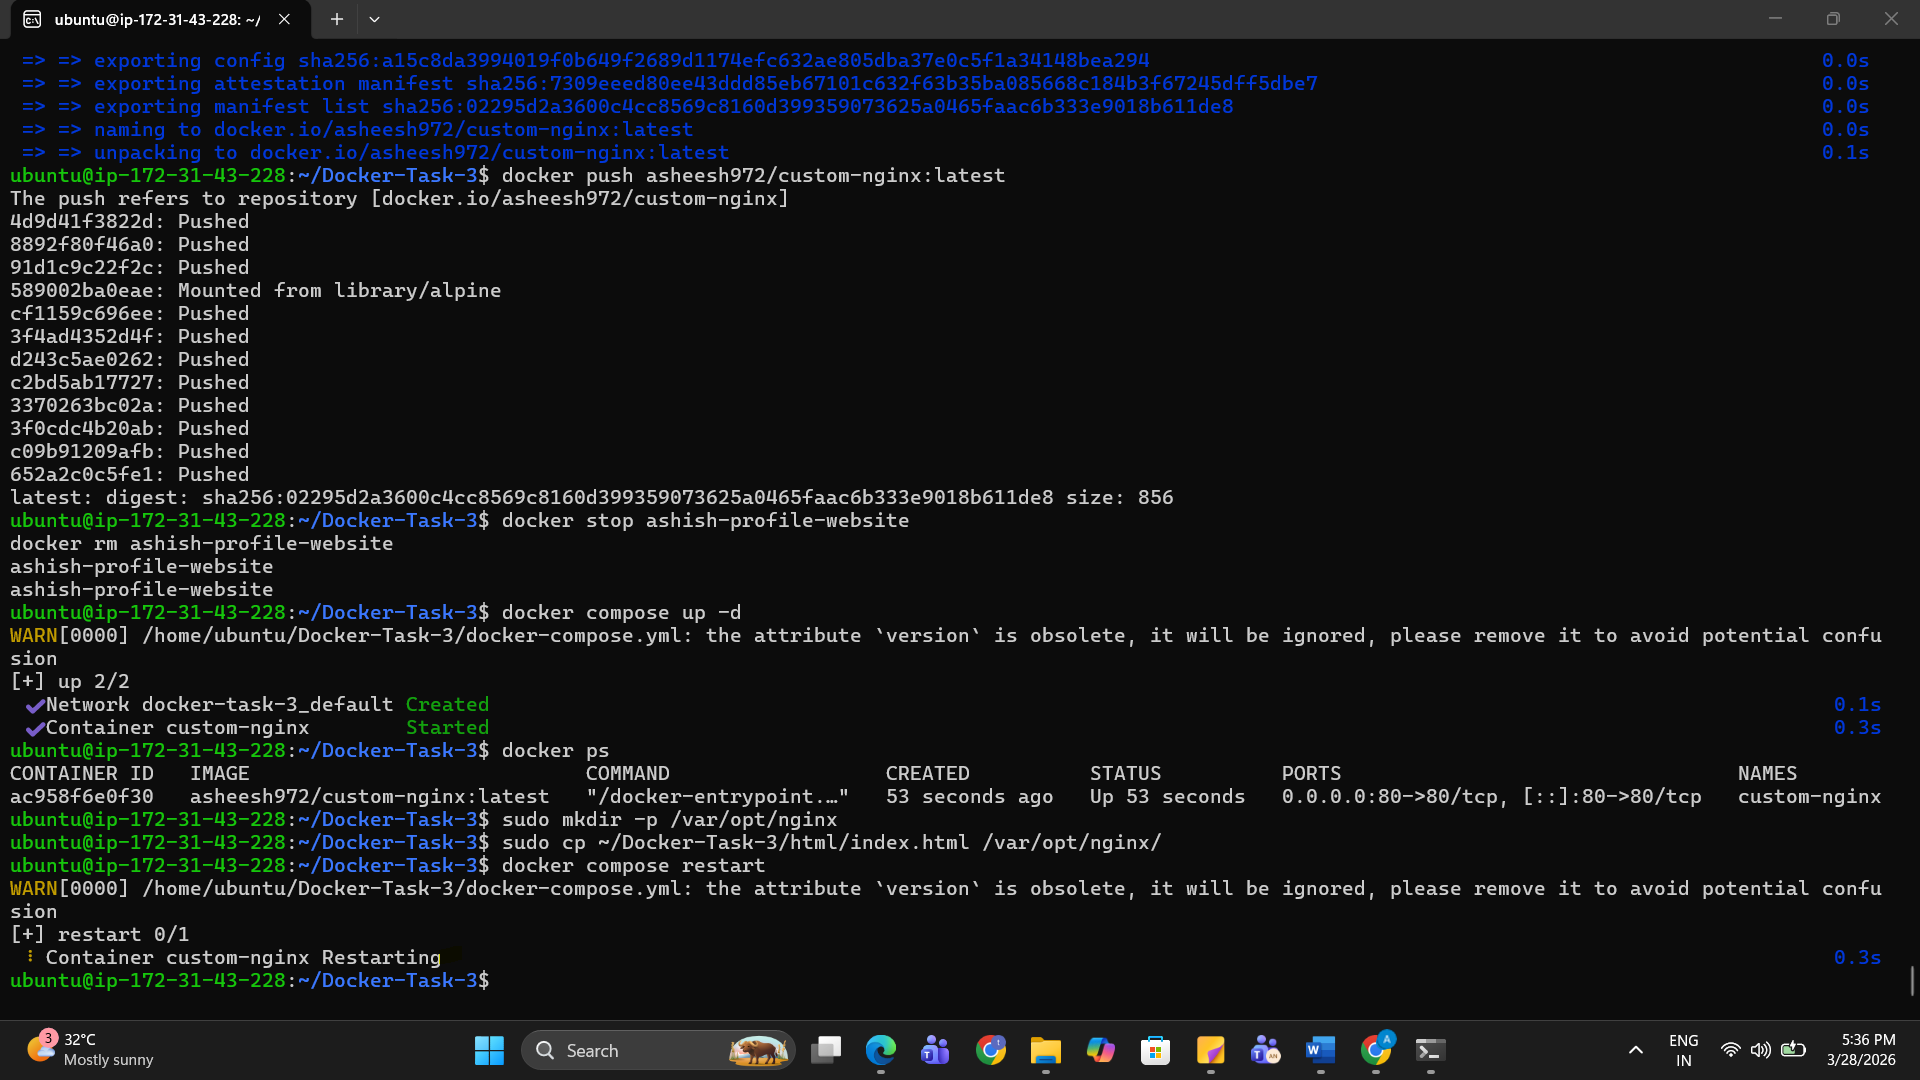 ubuntu@ip-172-31-43-228: ~/
=> => exporting config sha256:a15c8da3994019f0b649f2689d1174efc632ae805dba37e0c5f1a34148bea294 0.0s
=> => exporting attestation manifest sha256:7309eeed80ee43ddd85eb67101c632f63b35ba085668c184b3f67245dff5dbe7 0.0s
=> => exporting manifest list sha256:02295d2a3600c4cc8569c8160d399359073625a0465faac6b333e9018b611de8 0.0s
=> => naming to docker.io/asheesh972/custom-nginx:latest 0.0s
=> => unpacking to docker.io/asheesh972/custom-nginx:latest 0.1s
ubuntu@ip-172-31-43-228:~/Docker-Task-3$ docker push asheesh972/custom-nginx:latest
The push refers to repository [docker.io/asheesh972/custom-nginx]
4d9d41f3822d: Pushed
8892f80f46a0: Pushed
91d1c9c22f2c: Pushed
589002ba0eae: Mounted from library/alpine
cf1159c696ee: Pushed
3f4ad4352d4f: Pushed
d243c5ae0262: Pushed
c2bd5ab17727: Pushed
3370263bc02a: Pushed
3f0cdc4b20ab: Pushed
c09b91209afb: Pushed
652a2c0c5fe1: Pushed
latest: digest: sha256:02295d2a3600c4cc8569c8160d399359073625a0465faac6b333e9018b611de8 size: 856
ubuntu@ip-172-31-43-228:~/Docker-Task-3$ docker stop ashish-profile-website
docker rm ashish-profile-website
ashish-profile-website
ashish-profile-website
ubuntu@ip-172-31-43-228:~/Docker-Task-3$ docker compose up -d
WARN[0000] /home/ubuntu/Docker-Task-3/docker-compose.yml: the attribute `version` is obsolete, it will be ignored, please remove it to avoid potential confu
sion
[+] up 2/2
✔Network docker-task-3_default Created 0.1s
✔Container custom-nginx Started 0.3s
ubuntu@ip-172-31-43-228:~/Docker-Task-3$ docker ps
CONTAINER ID IMAGE COMMAND CREATED STATUS PORTS NAMES
ac958f6e0f30 asheesh972/custom-nginx:latest "/docker-entrypoint.…" 53 seconds ago Up 53 seconds 0.0.0.0:80->80/tcp, [::]:80->80/tcp custom-nginx
ubuntu@ip-172-31-43-228:~/Docker-Task-3$ sudo mkdir -p /var/opt/nginx
ubuntu@ip-172-31-43-228:~/Docker-Task-3$ sudo cp ~/Docker-Task-3/html/index.html /var/opt/nginx/
ubuntu@ip-172-31-43-228:~/Docker-Task-3$ docker compose restart
WARN[0000] /home/ubuntu/Docker-Task-3/docker-compose.yml: the attribute `version` is obsolete, it will be ignored, please remove it to avoid potential confu
sion
[+] restart 0/1
⠇ Container custom-nginx Restarting 0.3s
ubuntu@ip-172-31-43-228:~/Docker-Task-3$
3
32°C
Mostly sunny
Search
ENG
IN
5:36 PM
3/28/2026